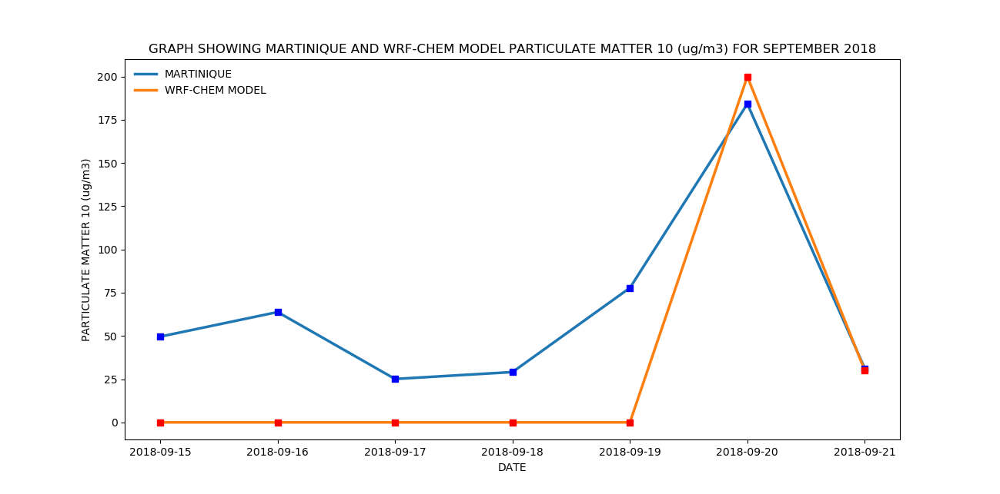 GRAPH SHOWING MARTINIQUE AND WRF-CHEM MODEL PARTICULATE MATTER 10 (ug/m3) FOR SEPTEMBER 2018
MARTINIQUE
WRF-CHEM MODEL
PARTICULATE MATTER 10 (ug/m3)
200
175
150
125
100
75
50
25
0
2018-09-15 2018-09-16 2018-09-17 2018-09-18 2018-09-19 2018-09-20 2018-09-21
DATE